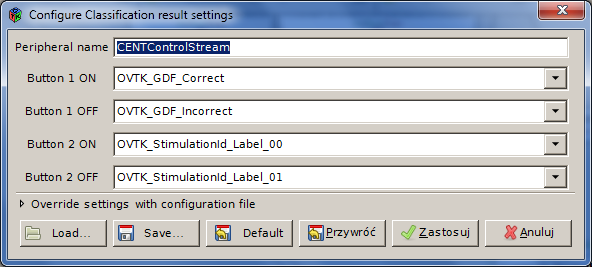 Configure Classification result settings
Peripheral name CENTControlStream
Button 1 ON OVTK_GDF_Correct
Button 1 OFF OVTK_GDF_Incorrect
Button 2 ON OVTK_StimulationId_Label_00
Button 2 OFF OVTK_StimulationId_Label_01
Override settings with configuration file
Load... Save... Default Przywróć Zastosuj Anuluj